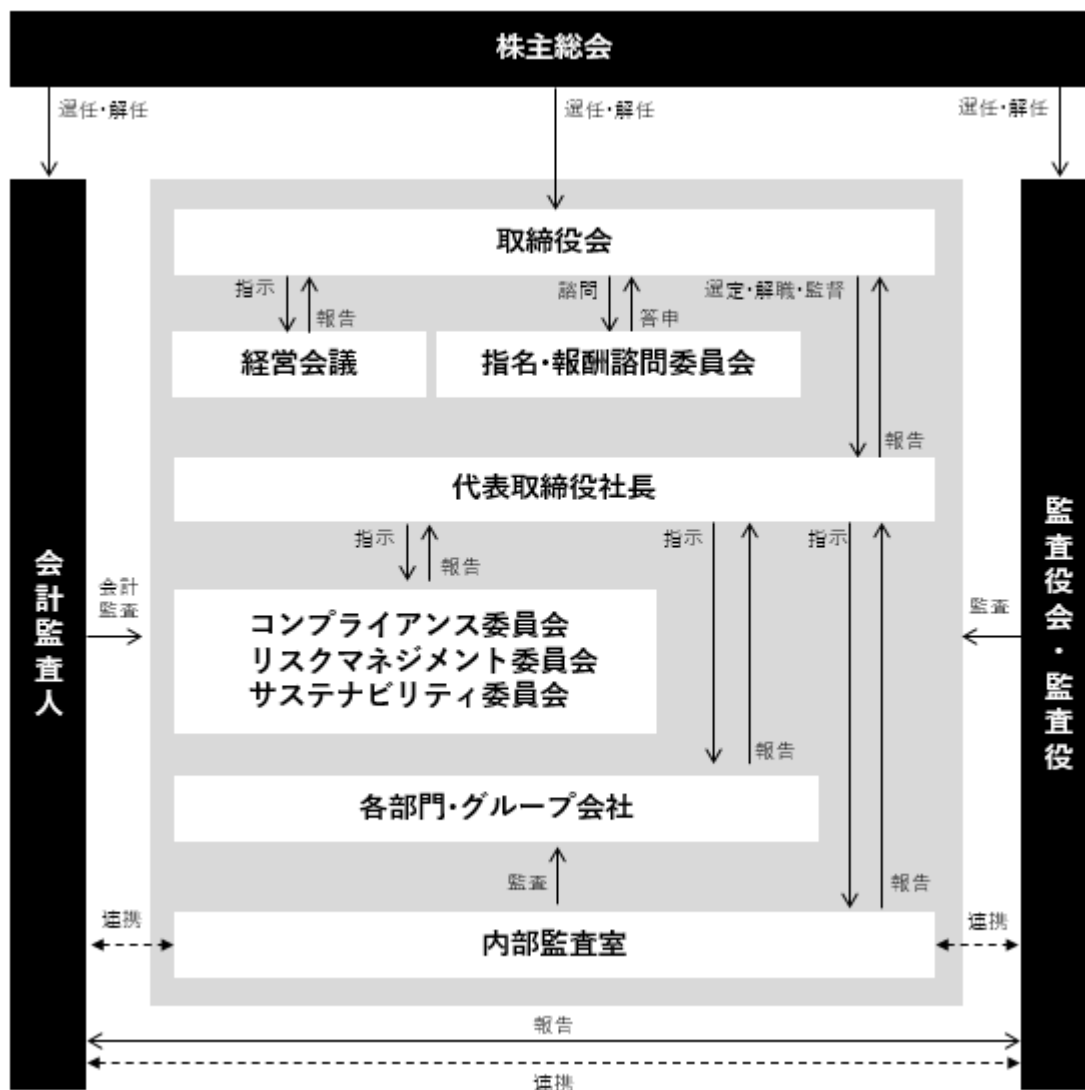 株主総会
選任・解任
選任・解任
選任・解任
取締役会
指示
報告
諮問
答申
選定・解職・監督
報告
経営会議
指名・報酬諮問委員会
代表取締役社長
指示
報告
指示
報告
指示
報告
コンプライアンス委員会
リスクマネジメント委員会
サステナビリティ委員会
会計
監査
監査
会計監査人
監査役会・監査役
各部門・グループ会社
監査
内部監査室
連携
連携
報告
連携